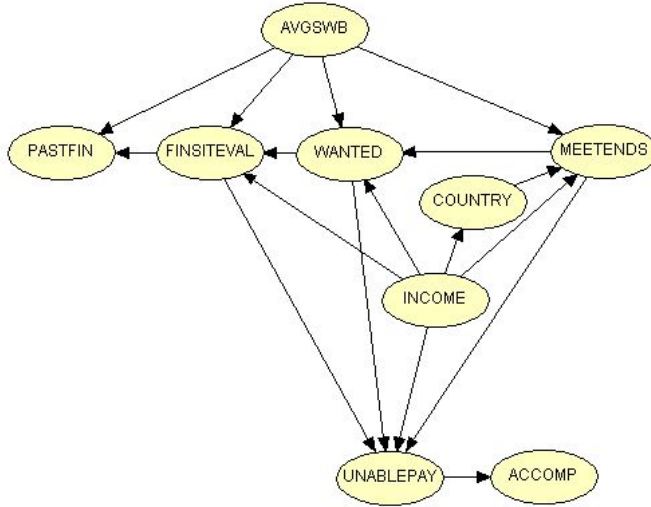 AVGSWB
PASTFIN
FINSITEVAL
WANTED
MEETENDS
COUNTRY
INCOME
UNABLEPAY
ACCOMP